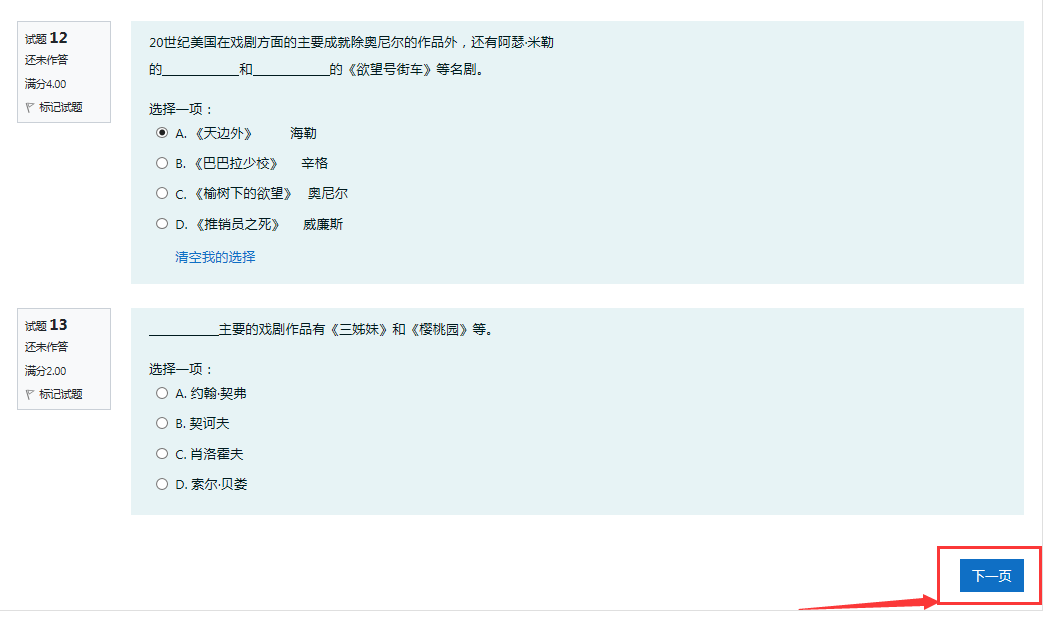 试题 12
还未作答
满分4.00
标记试题
20世纪美国在戏剧方面的主要成就除奥尼尔的作品外，还有阿瑟·米勒
的___________和___________的《欲望号街车》等名剧。
选择一项：
A. 《天边外》 海勒
B. 《巴巴拉少校》 辛格
C. 《榆树下的欲望》 奥尼尔
D. 《推销员之死》 威廉斯
清空我的选择
试题 13
还未作答
满分2.00
标记试题
__________主要的戏剧作品有《三姊妹》和《樱桃园》等。
选择一项：
A. 约翰·契弗
B. 契诃夫
C. 肖洛霍夫
D. 索尔·贝娄
下一页